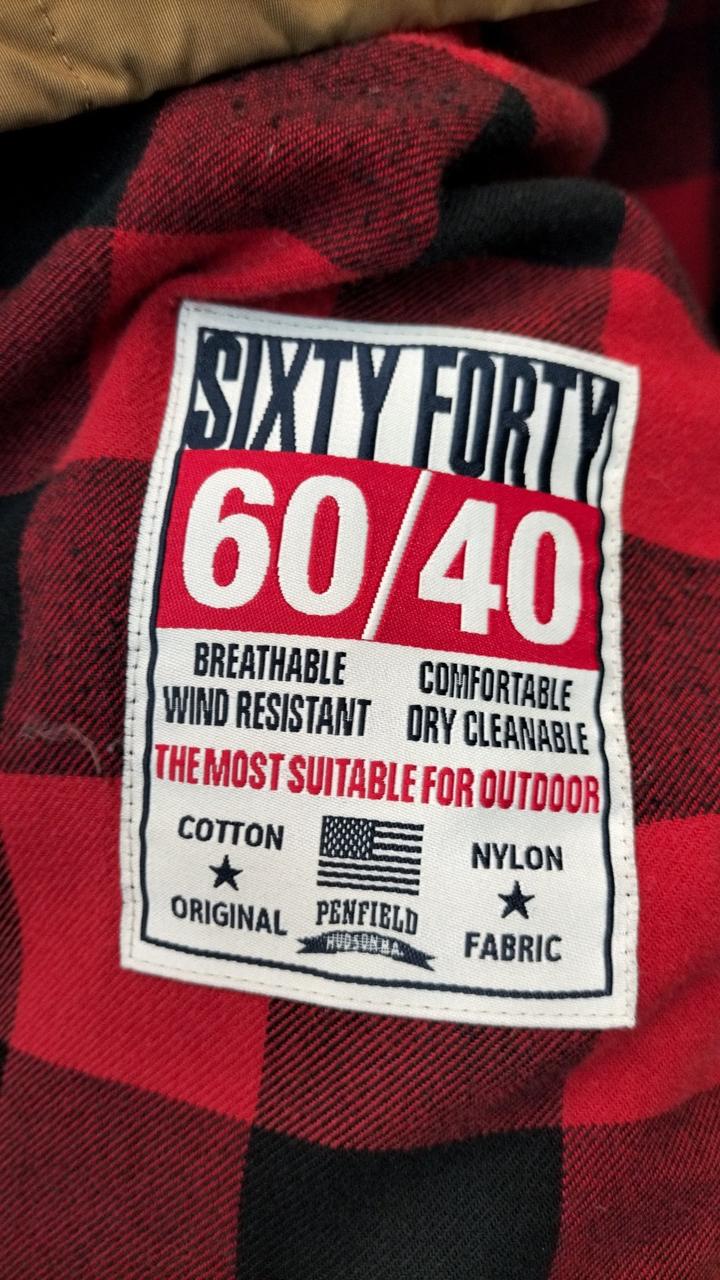 SIXTY FORTY
60/40
BREATHABLE
WIND RESISTANT
COMFORTABLE
DRY CLEANABLE
THE MOST SUITABLE FOR OUTDOOR
COTTON
ORIGINAL
PENFIELD
HUDSON MA.
NYLON
FABRIC